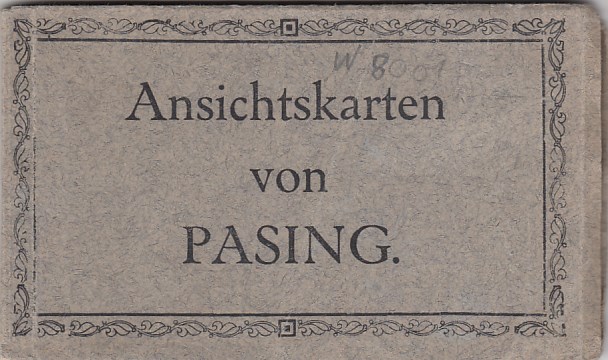 W 8001
Ansichtskarten
von
PASING.